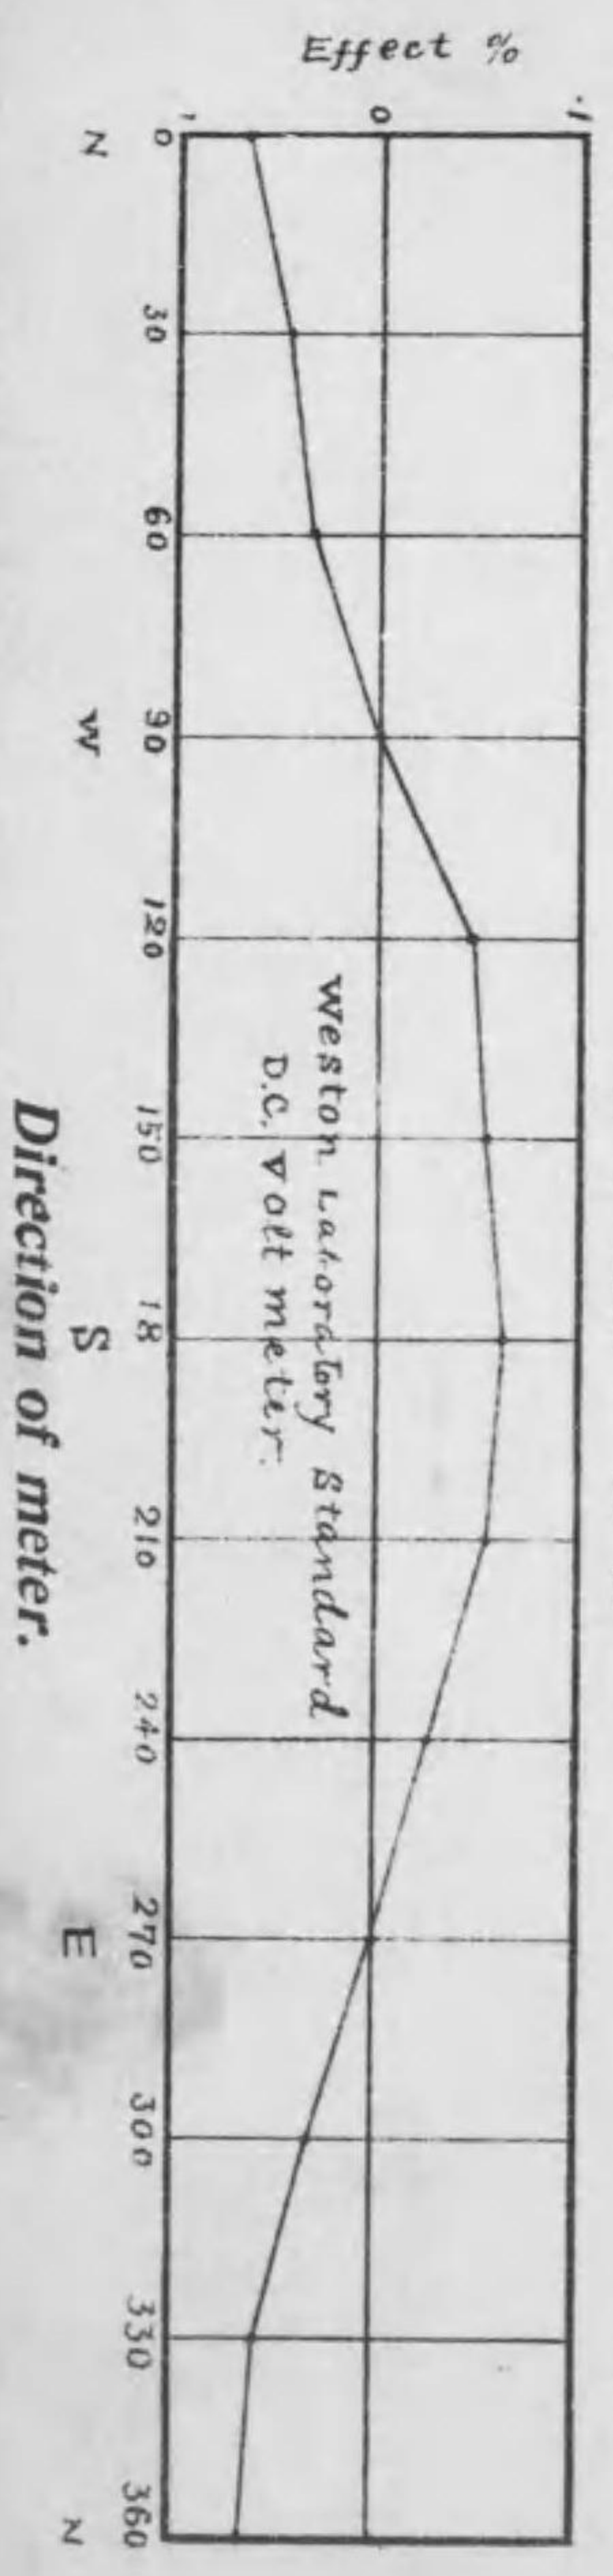 Effect %
.1
0
.1
0 30 60 90 120 150 18 210 240 270 300 330 360
N W S E N
Weston Laboratory Standard
D.C. Volt meter.
Direction of meter.